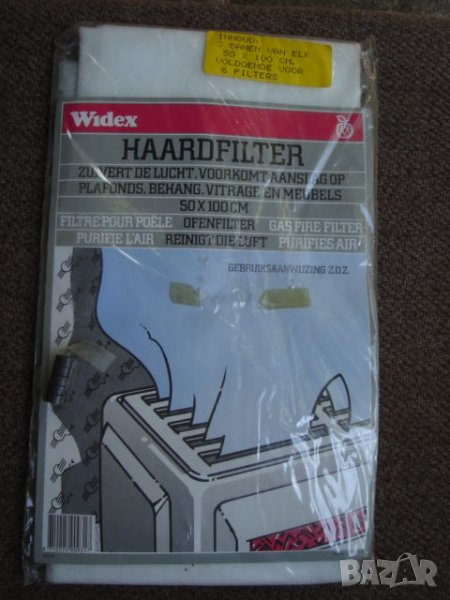 INHOUD:
3 BANEN VAN ELK
50 X 100 CM.
VOLDOENDE VOOR
6 FILTERS
Widex
HAARDFILTER
ZUIVERT DE LUCHT, VOORKOMT AANSLAG OP
PLAFONDS, BEHANG, VITRAGE EN MEUBELS
50 X 100 CM
FILTRE POUR POÊLE OFENFILTER GAS FIRE FILTER
PURIFIE L'AIR REINIGT DIE LUFT PURIFIES AIR
GEBRUIKSAANWIJZING Z.O.Z.
BAZAR